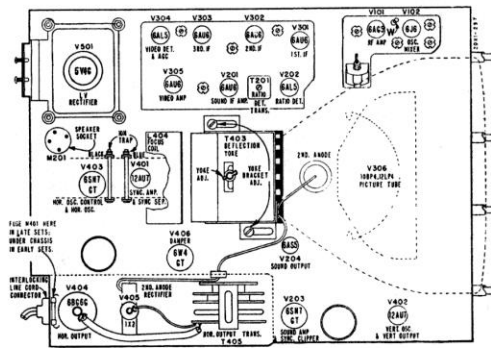 V304
6AL5
VIDEO DET.
& AGC
V303
6AU6
3RD. IF
V302
6AU6
2ND. IF
V301
6AU6
1ST. IF
V101
6AG5
RF AMP
V102
6J6
OSC.
MIXER
V501
5V4G
L.V.
RECTIFIER
V305
6AU6
VIDEO AMP
V201
6AU6
SOUND IF AMP.
T201
RATIO
DET.
TRANS.
V202
6AL5
RATIO DET.
SPEAKER
SOCKET
M201
ION
TRAP
BLACK
BLUE
L404
FOCUS
COIL
T403
DEFLECTION
YOKE
YOKE
ADJ.
YOKE
BRACKET
ADJ.
2ND. ANODE
V306
10BP4,12LP4
PICTURE TUBE
V403
6SN7
GT
HOR. OSC. CONTROL
& HOR. OSC.
V401
12AU7
SYNC. AMP.
& SYNC SEP.
FUSE M401 HERE
IN LATE SETS;
UNDER CHASSIS
IN EARLY SETS.
V406
DAMPER
6W4
GT
6AS5
V204
SOUND OUTPUT
INTERLOCKING
LINE CORD
CONNECTOR
V404
6BG6G
HOR. OUTPUT
V405
1X2
2ND. ANODE RECTIFIER
HOR. OUTPUT TRANS.
T405
V203
6SN7
GT
SOUND AMP
SYNC. CLIPPER
V402
12AU7
VERT OSC
& VERT OUTPUT